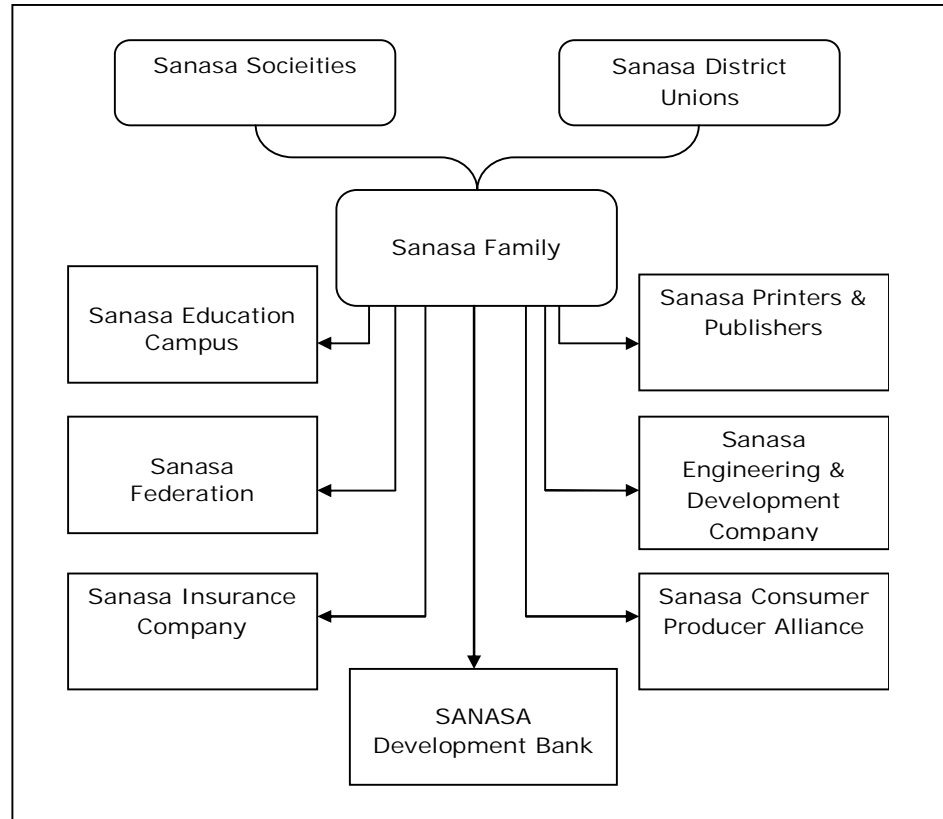 Sanasa Socieities
Sanasa District
Unions
Sanasa Family
Sanasa Education
Campus
Sanasa Printers &
Publishers
Sanasa
Federation
Sanasa
Engineering &
Development
Company
Sanasa Insurance
Company
Sanasa Consumer
Producer Alliance
SANASA
Development Bank